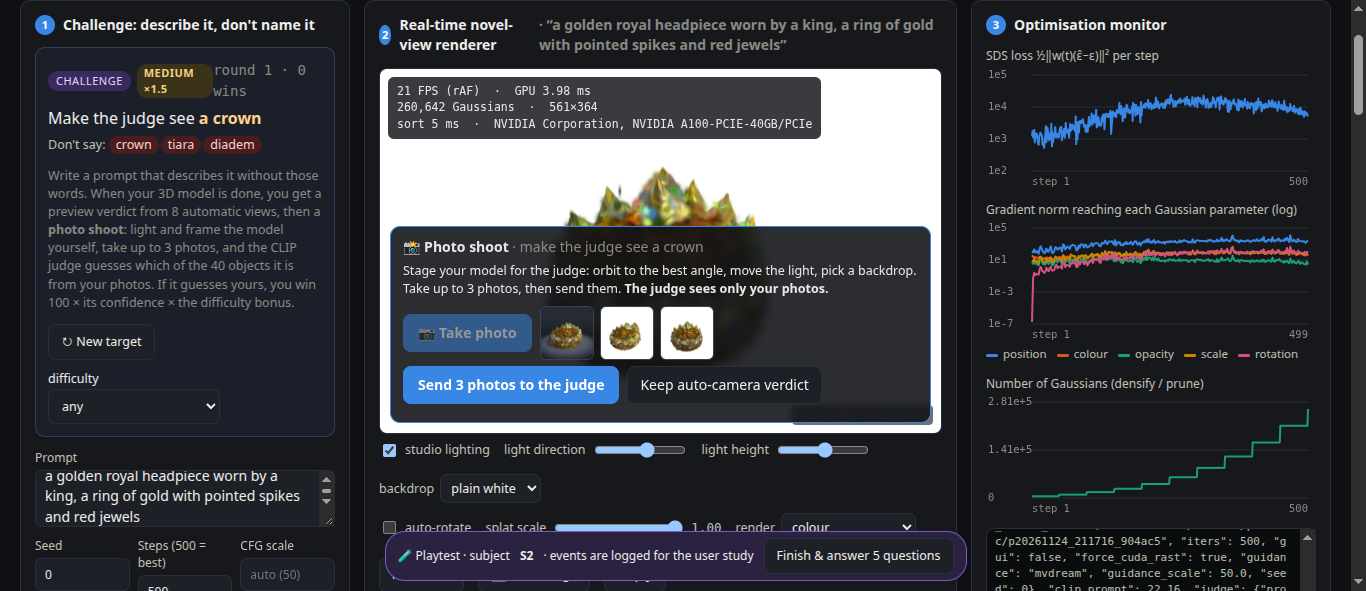 1 Challenge: describe it, don't name it
CHALLENGE
MEDIUM ×1.5
round 1 · 0 wins
Make the judge see a crown
Don't say: crown tiara diadem
Write a prompt that describes it without those
words. When your 3D model is done, you get a
preview verdict from 8 automatic views, then a
photo shoot: light and frame the model
yourself, take up to 3 photos, and the CLIP
judge guesses which of the 40 objects it is
from your photos. If it guesses yours, you win
100 × its confidence × the difficulty bonus.
↻ New target
difficulty
any
Prompt
a golden royal headpiece worn by a
king, a ring of gold with pointed spikes
and red jewels
Seed
0
Steps (500 = best)
500
CFG scale
auto (50)
2 Real-time novel-view renderer
· “a golden royal headpiece worn by a king, a ring of gold
with pointed spikes and red jewels”
21 FPS (rAF) · GPU 3.98 ms
260,642 Gaussians · 561×364
sort 5 ms · NVIDIA Corporation, NVIDIA A100-PCIE-40GB/PCIe
📸 Photo shoot · make the judge see a crown
Stage your model for the judge: orbit to the best angle, move the light, pick a backdrop.
Take up to 3 photos, then send them. The judge sees only your photos.
📷 Take photo
Send 3 photos to the judge
Keep auto-camera verdict
studio lighting light direction light height
backdrop plain white
auto-rotate splat scale 1.00 render colour
🧪 Playtest · subject S2 · events are logged for the user study
Finish & answer 5 questions
3 Optimisation monitor
SDS loss ½||w(t)(ε̂−ε)||² per step
1e5
1e4
1e3
1e2
step 1 500
Gradient norm reaching each Gaussian parameter (log)
1e5
1e1
1e-3
1e-7
step 1 499
position colour opacity scale rotation
Number of Gaussians (densify / prune)
2.81e+5
1.41e+5
0
step 1 500
c/p20261124_211716_904ac5", "iters": 500, "g
ui": false, "force_cuda_rast": true, "guidan
ce": "mvdream", "guidance_scale": 50.0, "see
d": 0}, "clip_prompt": 22.16, "judge": {"pro